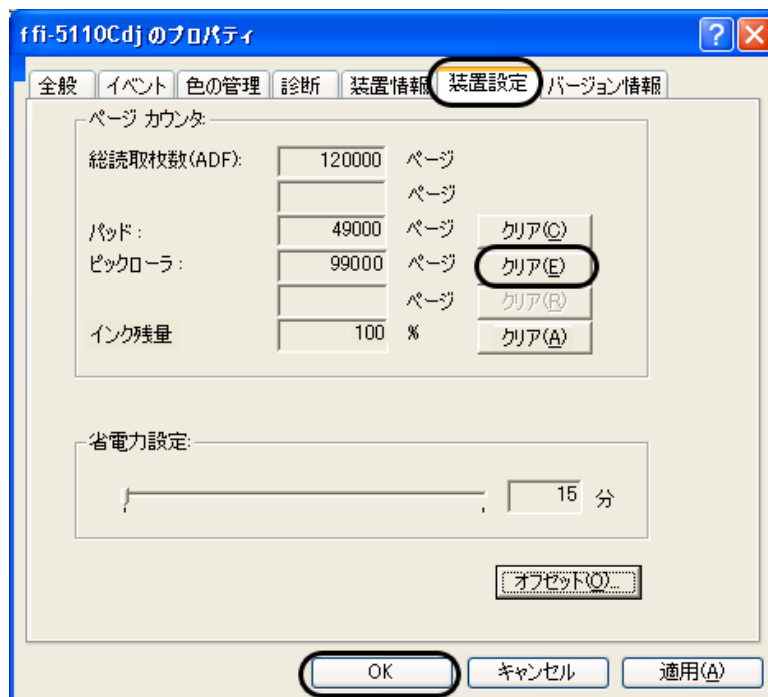 ffi-5110Cdj のプロパティ
全般 イベント 色の管理 診断 装置情報 装置設定 バージョン情報
ページ カウンタ:
総読取枚数(ADF): 120000 ページ
ページ
パッド: 49000 ページ クリア(C)
ピックローラ: 99000 ページ クリア(E)
ページ クリア(R)
インク残量 100 % クリア(A)
省電力設定:
15 分
オフセット(O)...
OK キャンセル 適用(A)